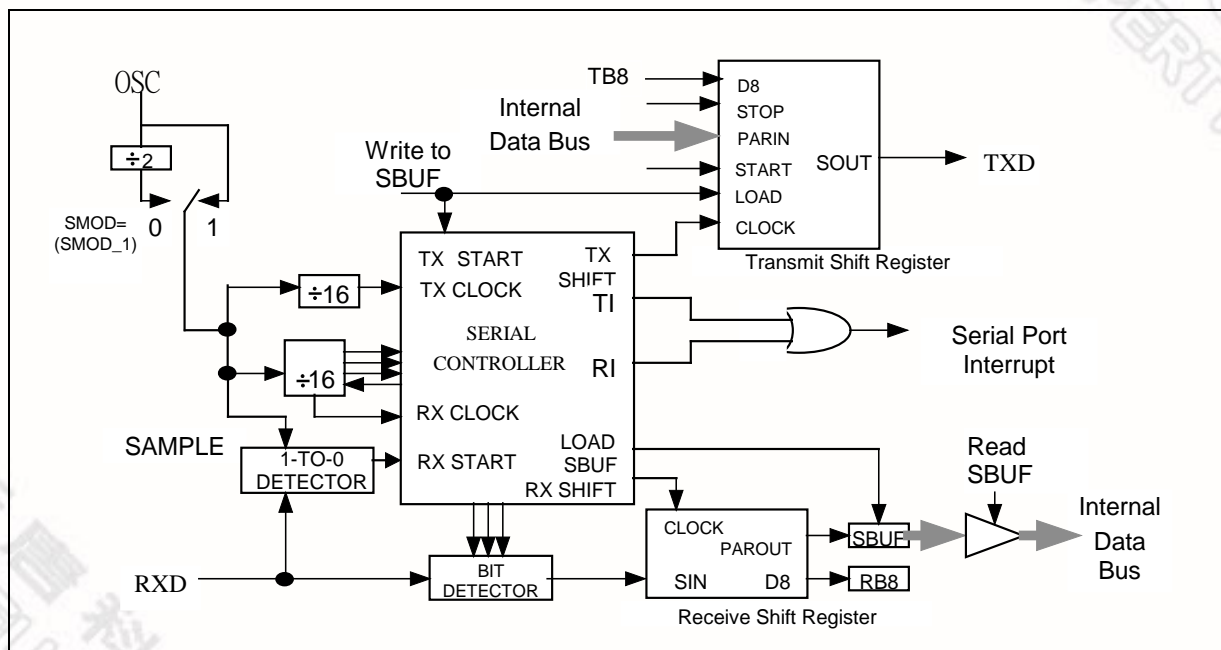 OSC
÷2
SMOD=
(SMOD_1)
0
1
Write to
SBUF
TB8
Internal
Data Bus
D8
STOP
PARIN
START
LOAD
CLOCK
SOUT
TXD
Transmit Shift Register
÷16
÷16
TX START
TX CLOCK
SERIAL
CONTROLLER
RX CLOCK
RX START
TX
SHIFT
TI
RI
LOAD
SBUF
RX SHIFT
Serial Port
Interrupt
SAMPLE
1-TO-0
DETECTOR
RXD
BIT
DETECTOR
CLOCK
PAROUT
SIN
D8
Receive Shift Register
SBUF
RB8
Read
SBUF
Internal
Data
Bus